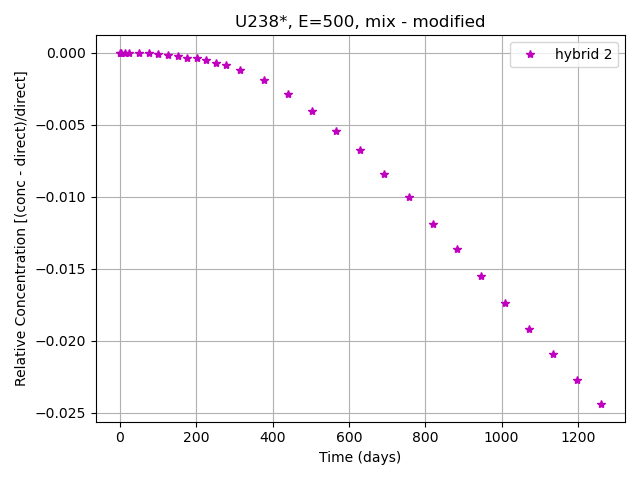 U238*, E=500, mix - modified
hybrid 2
0.000
−0.005
−0.010
−0.015
−0.020
−0.025
Relative Concentration [(conc - direct)/direct]
0 200 400 600 800 1000 1200
Time (days)